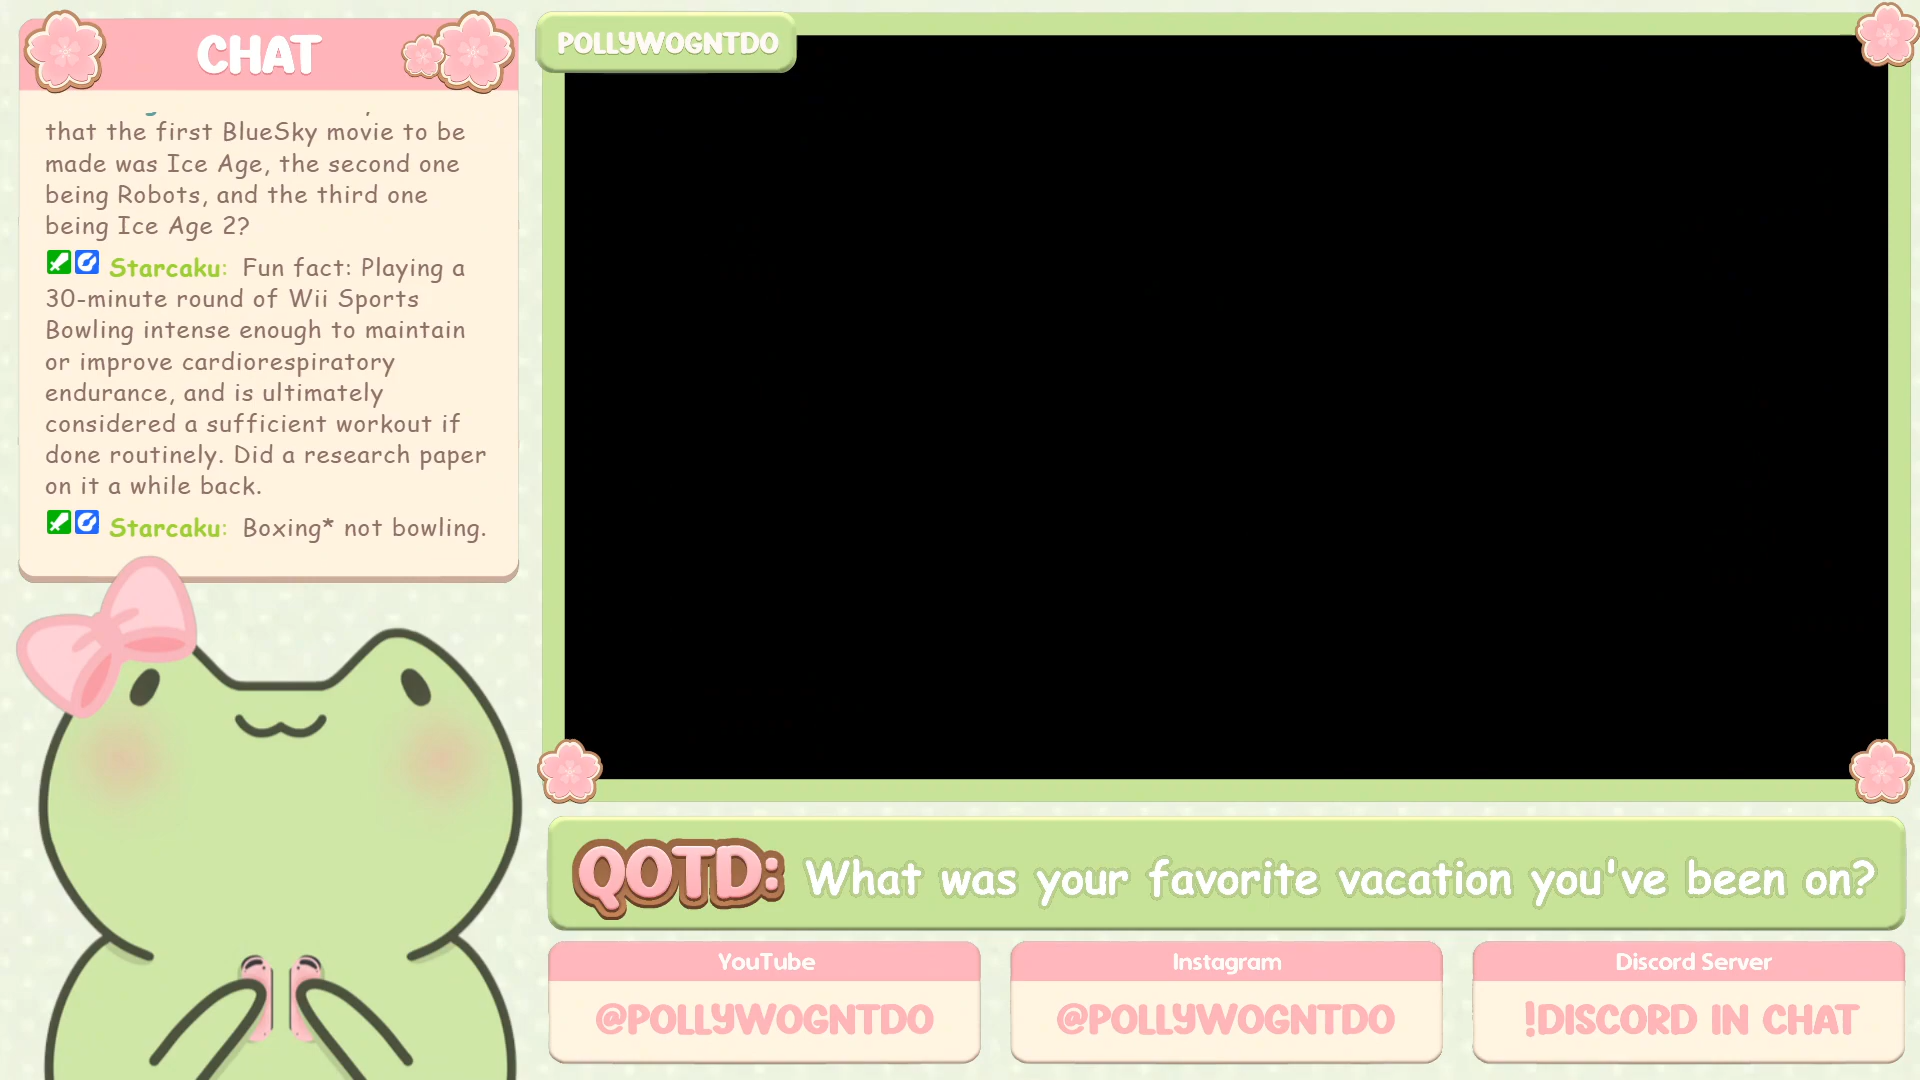 CHAT
that the first BlueSky movie to be
made was Ice Age, the second one
being Robots, and the third one
being Ice Age 2?
Starcaku: Fun fact: Playing a
30-minute round of Wii Sports
Bowling intense enough to maintain
or improve cardiorespiratory
endurance, and is ultimately
considered a sufficient workout if
done routinely. Did a research paper
on it a while back.
Starcaku: Boxing* not bowling.
POLLYWOGNTDO
QOTD: What was your favorite vacation you've been on?
YouTube
@POLLYWOGNTDO
Instagram
@POLLYWOGNTDO
Discord Server
!DISCORD IN CHAT